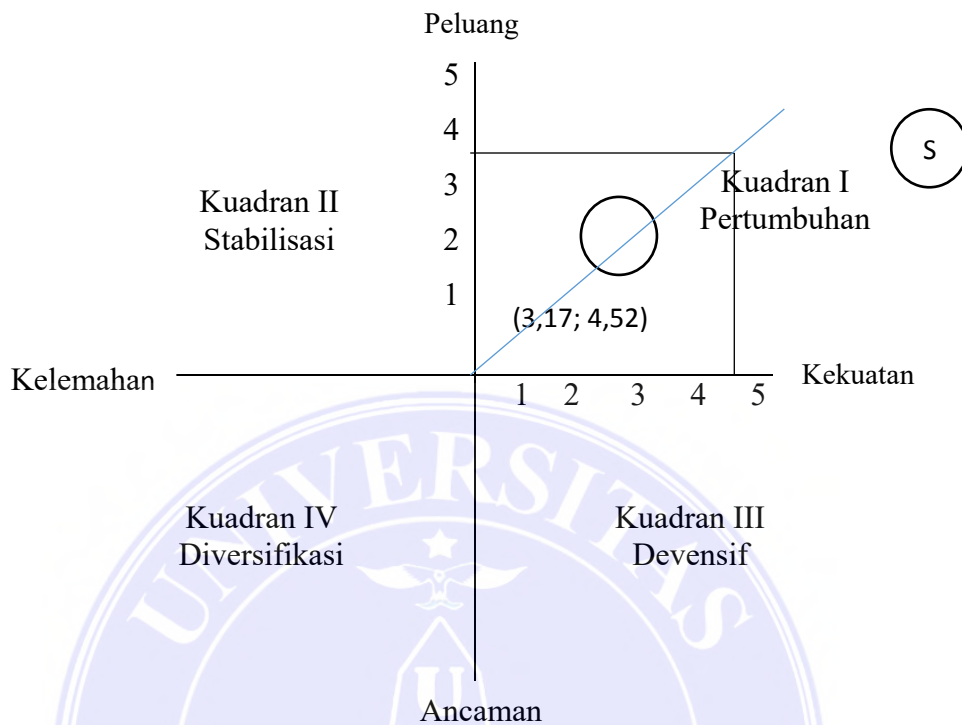 Peluang
5
4
S
3
Kuadran I
Pertumbuhan
Kuadran II
Stabilisasi
2
1
(3,17; 4,52)
Kelemahan
Kekuatan
1 2 3 4 5
UNIVERSITAS
Kuadran IV
Diversifikasi
Kuadran III
Devensif
U
Ancaman